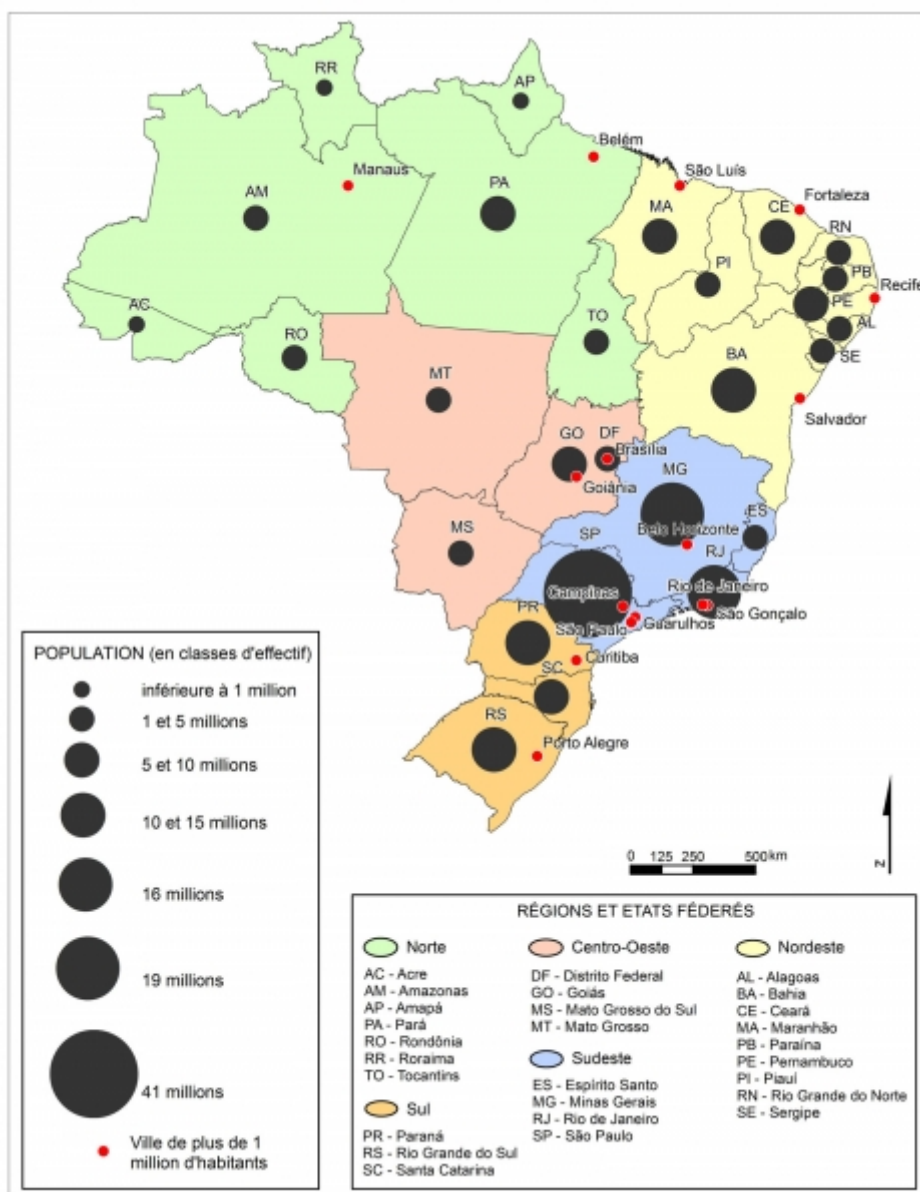 RR
AP
Belém
Manaus
São Luís
AM
PA
Fortaleza
MA
CE
RN
PI
PB
Recife
AC
PE
TO
AL
RO
SE
BA
MT
Salvador
GO
DF
Brasília
MG
Goiânia
ES
MS
SP
Belo Horizonte
RJ
Rio de Janeiro
Campinas
São Gonçalo
PR
São Paulo
Guarulhos
Curitiba
SC
RS
Porto Alegre
N
0 125 250 500 km
POPULATION (en classes d'effectif)
inférieure à 1 million
1 et 5 millions
5 et 10 millions
10 et 15 millions
16 millions
19 millions
41 millions
Ville de plus de 1
million d'habitants
RÉGIONS ET ETATS FÉDERÉS
Norte
AC - Acre
AM - Amazonas
AP - Amapá
PA - Pará
RO - Rondônia
RR - Roraima
TO - Tocantins
Sul
PR - Paraná
RS - Rio Grande do Sul
SC - Santa Catarina
Centro-Oeste
DF - Distrito Federal
GO - Goiás
MS - Mato Grosso do Sul
MT - Mato Grosso
Sudeste
ES - Espírito Santo
MG - Minas Gerais
RJ - Rio de Janeiro
SP - São Paulo
Nordeste
AL - Alagoas
BA - Bahia
CE - Ceará
MA - Maranhão
PB - Paraína
PE - Pernambuco
PI - Piauí
RN - Rio Grande do Norte
SE - Sergipe